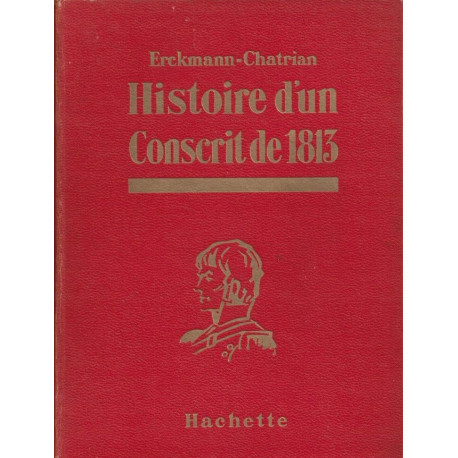 Erckmann-Chatrian
Histoire d'un
Conscrit de 1813
Hachette